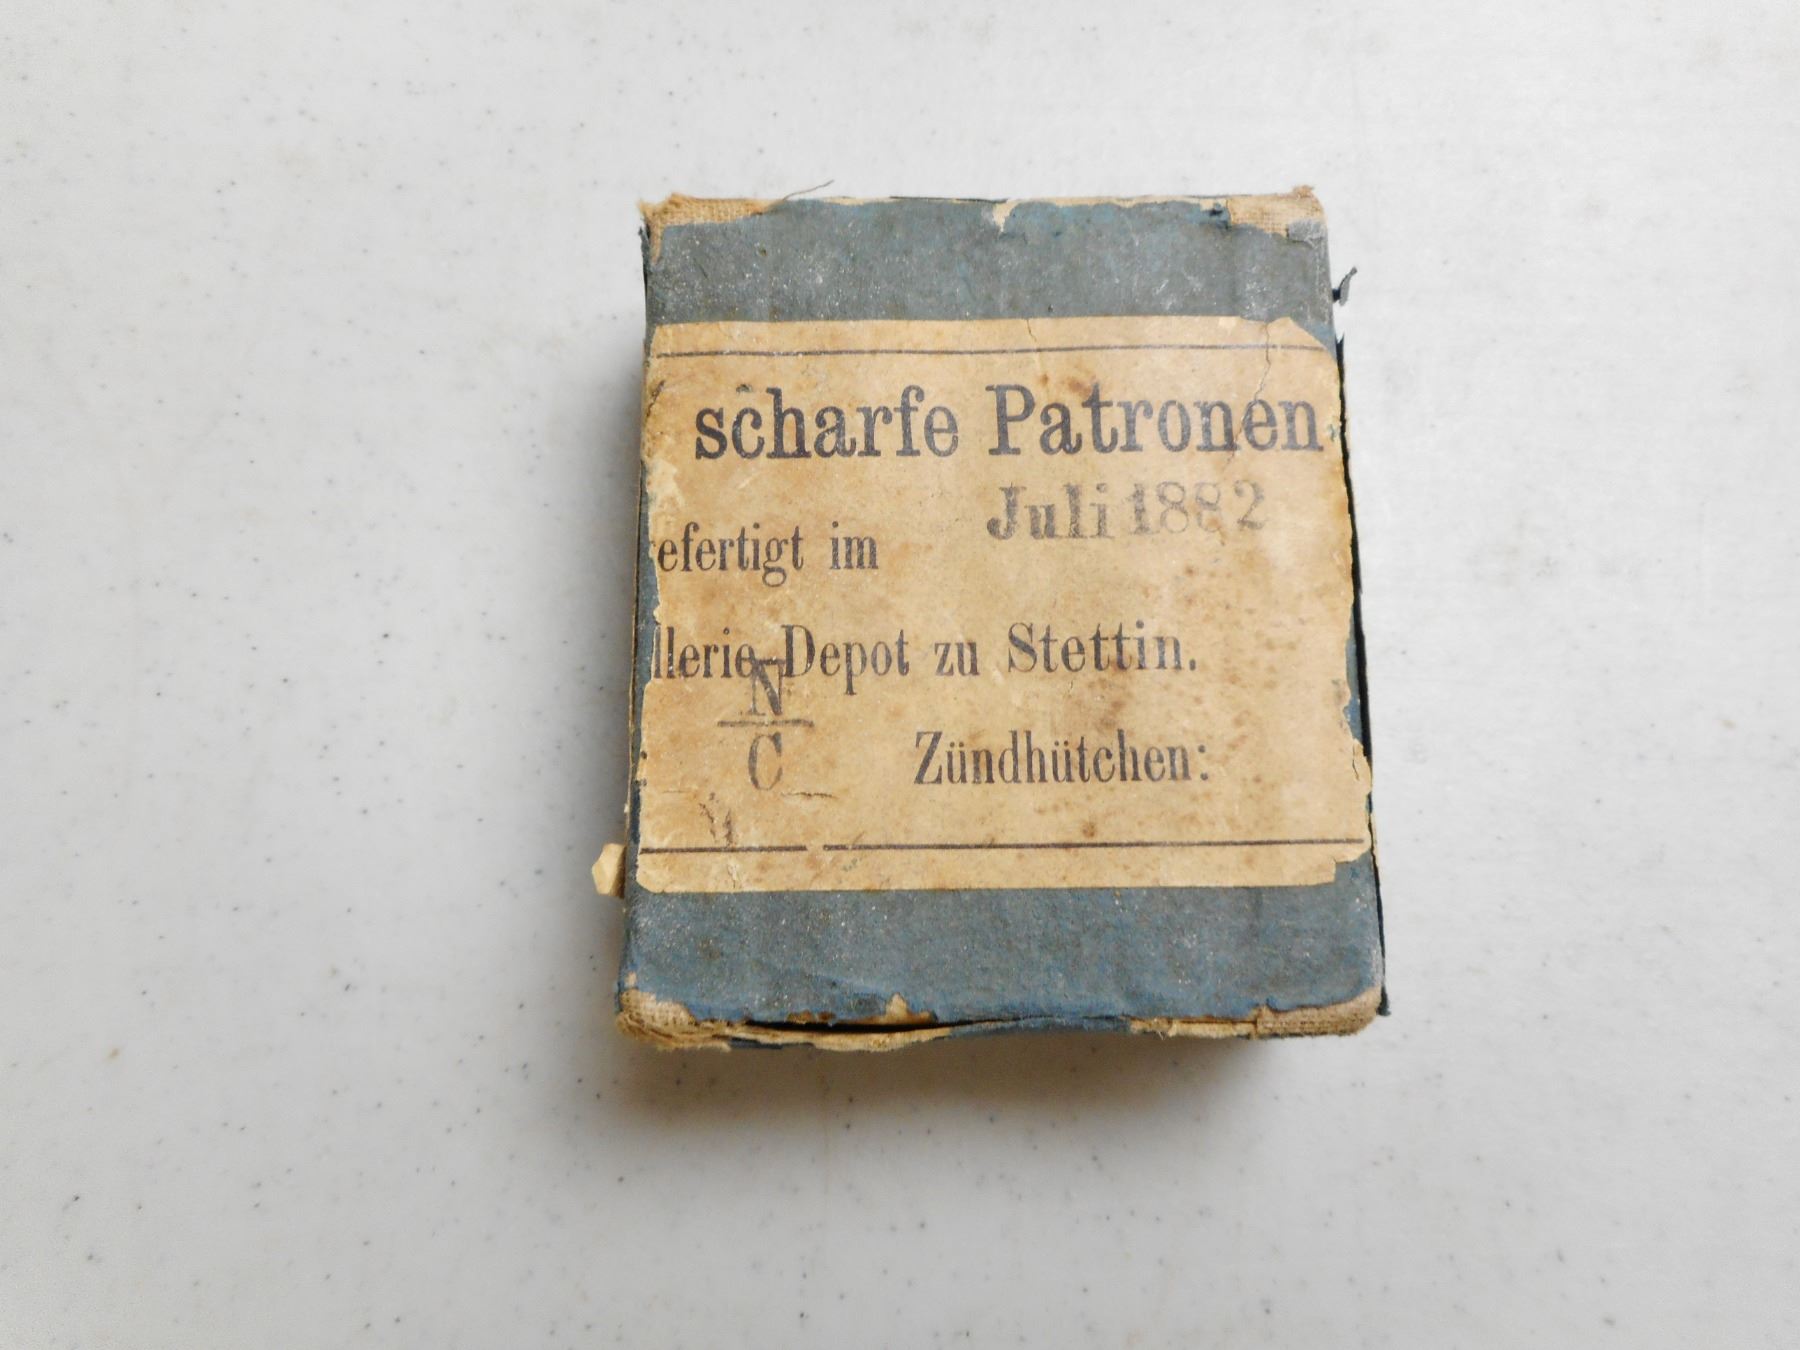 scharfe Patronen
Juli 1882
efertigt im
llerie-Depot zu Stettin.
N
C
Zündhütchen: